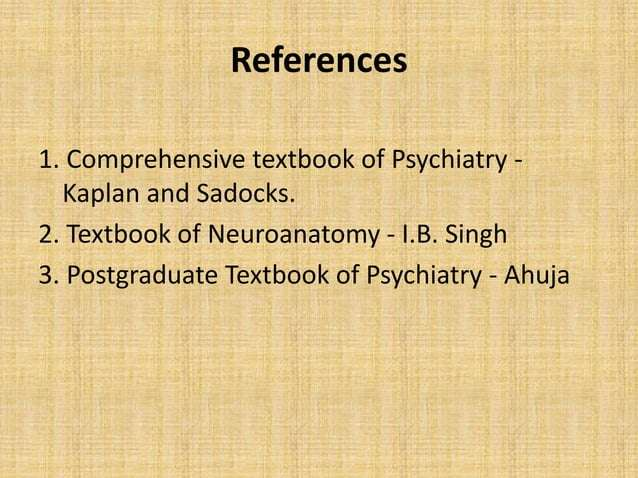 References
1. Comprehensive textbook of Psychiatry -
Kaplan and Sadocks.
2. Textbook of Neuroanatomy - I.B. Singh
3. Postgraduate Textbook of Psychiatry - Ahuja